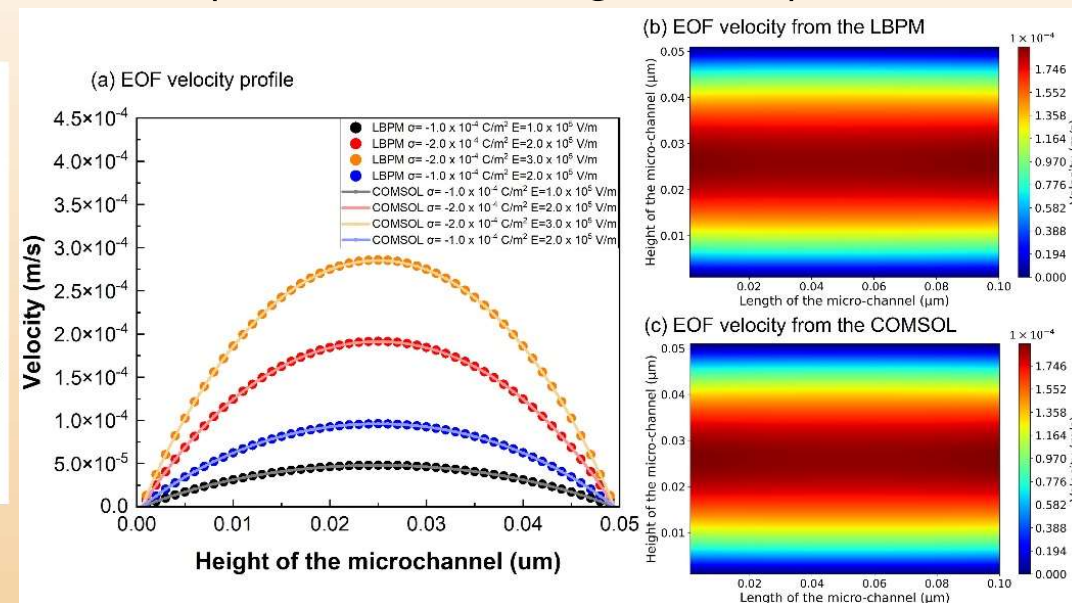 (a) EOF velocity profile
4.5×10⁻⁴
4.0×10⁻⁴
3.5×10⁻⁴
3.0×10⁻⁴
2.5×10⁻⁴
2.0×10⁻⁴
1.5×10⁻⁴
1.0×10⁻⁴
5.0×10⁻⁵
0.0
Velocity (m/s)
LBPM σ= -1.0 x 10⁻⁴ C/m² E=1.0 x 10⁵ V/m
LBPM σ= -2.0 x 10⁻⁴ C/m² E=2.0 x 10⁵ V/m
LBPM σ= -2.0 x 10⁻⁴ C/m² E=3.0 x 10⁵ V/m
LBPM σ= -1.0 x 10⁻⁴ C/m² E=2.0 x 10⁵ V/m
COMSOL σ= -1.0 x 10⁻⁴ C/m² E=1.0 x 10⁵ V/m
COMSOL σ= -2.0 x 10⁻⁴ C/m² E=2.0 x 10⁵ V/m
COMSOL σ= -2.0 x 10⁻⁴ C/m² E=3.0 x 10⁵ V/m
COMSOL σ= -1.0 x 10⁻⁴ C/m² E=2.0 x 10⁵ V/m
0.00 0.01 0.02 0.03 0.04 0.05
Height of the microchannel (um)
(b) EOF velocity from the LBPM
1×10⁻⁴
0.05
0.04
0.03
0.02
0.01
Height of the micro-channel (μm)
0.02 0.04 0.06 0.08 0.10
Length of the micro-channel (μm)
1.746
1.552
1.358
1.164
0.970
0.776
0.582
0.388
0.194
0.000
(c) EOF velocity from the COMSOL
1×10⁻⁴
0.05
0.04
0.03
0.02
0.01
Height of the micro-channel (μm)
0.02 0.04 0.06 0.08 0.10
Length of the micro-channel (μm)
1.746
1.552
1.358
1.164
0.970
0.776
0.582
0.388
0.194
0.000